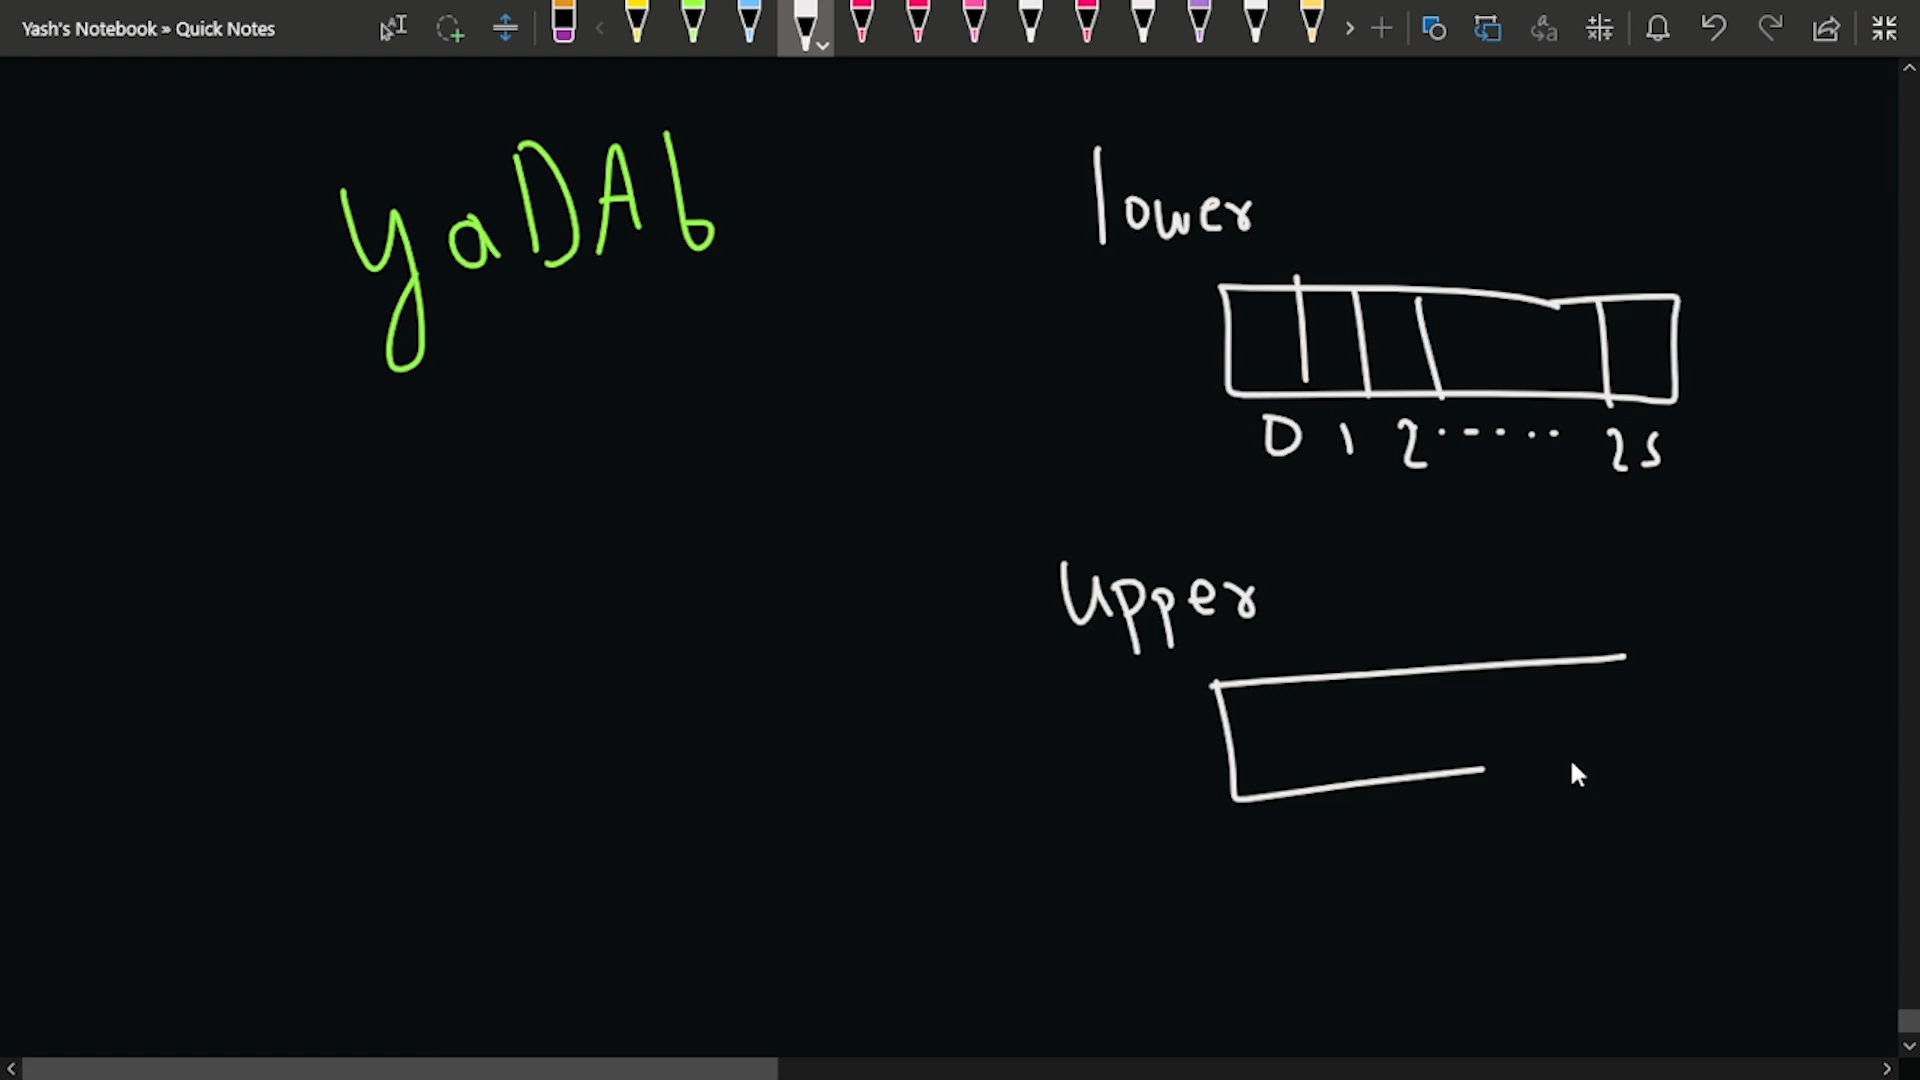 Yash's Notebook » Quick Notes
yaDAb
lower
0 1 2 ...... 25
Upper